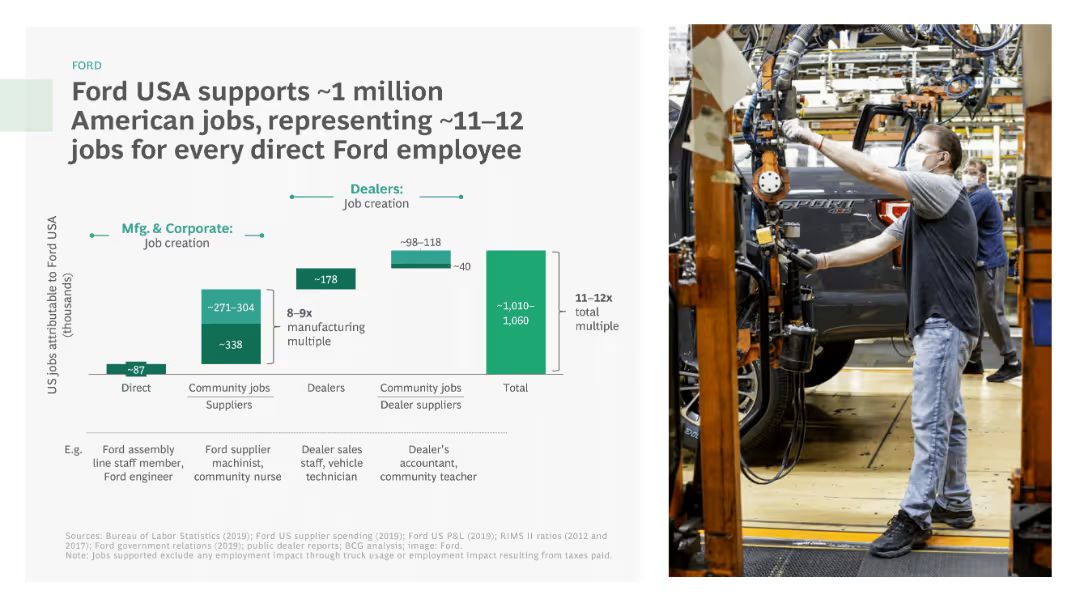 FORD
Ford USA supports ~1 million
American jobs, representing ~11–12
jobs for every direct Ford employee
US jobs attributable to Ford USA
(thousands)
Mfg. & Corporate:
Job creation
Dealers:
Job creation
~87
~271–304
~338
8–9x
manufacturing
multiple
~178
~98–118
~40
~1,010–
1,060
11–12x
total
multiple
Direct
Community jobs
Suppliers
Dealers
Community jobs
Dealer suppliers
Total
E.g.
Ford assembly
line staff member,
Ford engineer
Ford supplier
machinist,
community nurse
Dealer sales
staff, vehicle
technician
Dealer's
accountant,
community teacher
Sources: Bureau of Labor Statistics (2019); Ford US supplier spending (2019); Ford US P&L (2019); RIMS II ratios (2012 and
2017); Ford government relations (2019); public dealer reports; BCG analysis; image: Ford.
Note: Jobs supported exclude any employment impact through truck usage or employment impact resulting from taxes paid.
SPORT
4x4